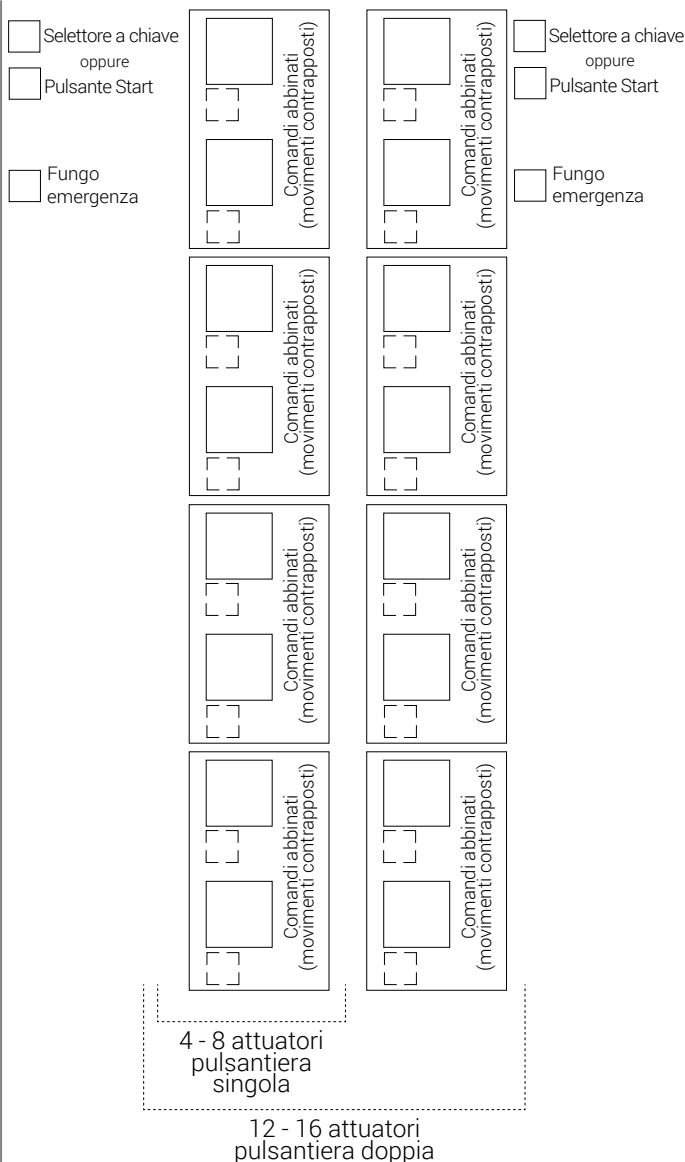 Selettore a chiave
oppure
Pulsante Start
Fungo
emergenza
Comandi abbinati
(movimenti contrapposti)
Comandi abbinati
(movimenti contrapposti)
Selettore a chiave
oppure
Pulsante Start
Fungo
emergenza
Comandi abbinati
(movimenti contrapposti)
Comandi abbinati
(movimenti contrapposti)
Comandi abbinati
(movimenti contrapposti)
Comandi abbinati
(movimenti contrapposti)
Comandi abbinati
(movimenti contrapposti)
Comandi abbinati
(movimenti contrapposti)
4 - 8 attuatori
pulsantiera
singola
12 - 16 attuatori
pulsantiera doppia